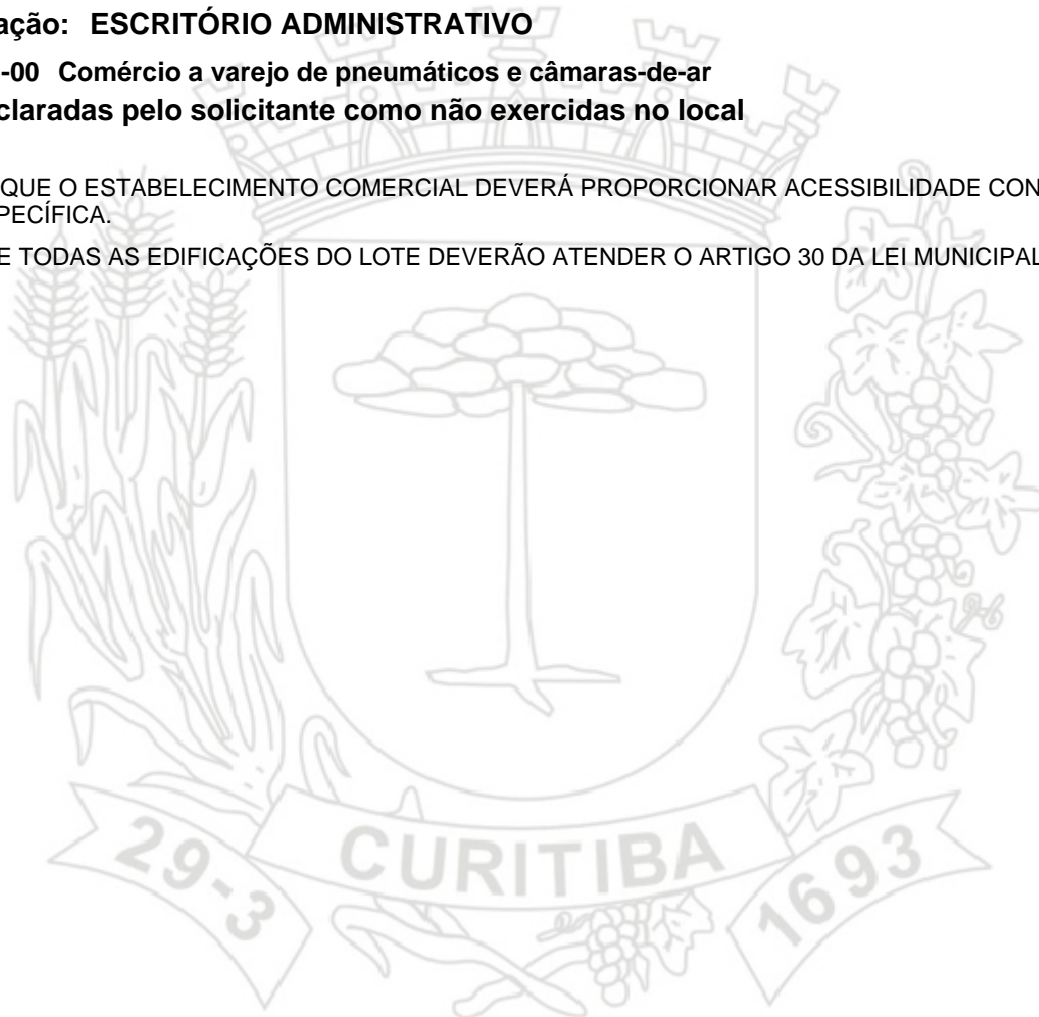 ação: ESCRITÓRIO ADMINISTRATIVO
-00 Comércio a varejo de pneumáticos e câmaras-de-ar
claradas pelo solicitante como não exercidas no local
QUE O ESTABELECIMENTO COMERCIAL DEVERÁ PROPORCIONAR ACESSIBILIDADE CON
PECÍFICA.
E TODAS AS EDIFICAÇÕES DO LOTE DEVERÃO ATENDER O ARTIGO 30 DA LEI MUNICIPAL
CURITIBA
29-3
1693